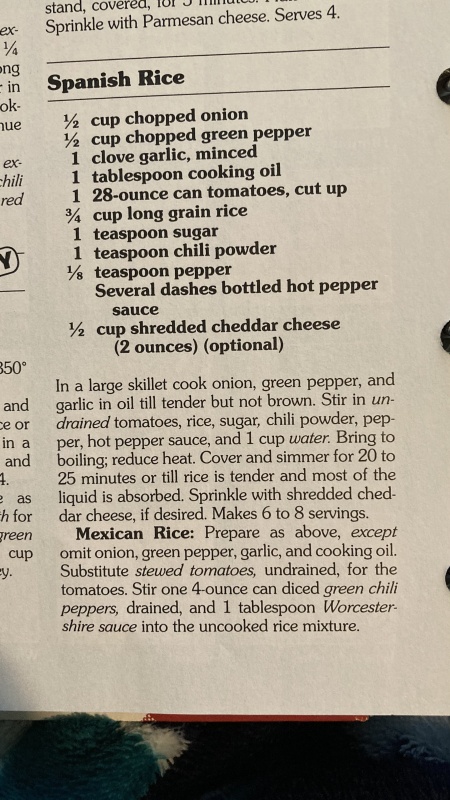 stand, covered, for 5 minutes.
Sprinkle with Parmesan cheese. Serves 4.
Spanish Rice
½ cup chopped onion
½ cup chopped green pepper
1 clove garlic, minced
1 tablespoon cooking oil
1 28-ounce can tomatoes, cut up
¾ cup long grain rice
1 teaspoon sugar
1 teaspoon chili powder
⅛ teaspoon pepper
Several dashes bottled hot pepper
sauce
½ cup shredded cheddar cheese
(2 ounces) (optional)
In a large skillet cook onion, green pepper, and
garlic in oil till tender but not brown. Stir in un-
drained tomatoes, rice, sugar, chili powder, pep-
per, hot pepper sauce, and 1 cup water. Bring to
boiling; reduce heat. Cover and simmer for 20 to
25 minutes or till rice is tender and most of the
liquid is absorbed. Sprinkle with shredded ched-
dar cheese, if desired. Makes 6 to 8 servings.
Mexican Rice: Prepare as above, except
omit onion, green pepper, garlic, and cooking oil.
Substitute stewed tomatoes, undrained, for the
tomatoes. Stir one 4-ounce can diced green chili
peppers, drained, and 1 tablespoon Worcester-
shire sauce into the uncooked rice mixture.
ex-
¼
ong
r in
ok-
nue
ex-
chili
red
Y
350°
and
ce or
in a
and
4.
e as
th for
green
cup
ey.